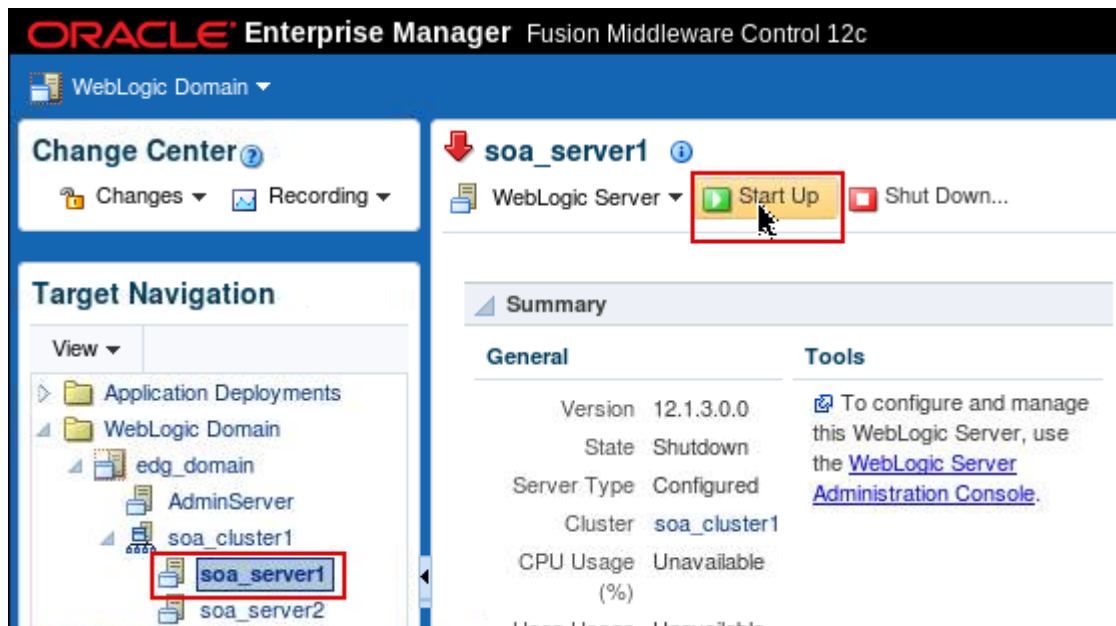 ORACLE Enterprise Manager Fusion Middleware Control 12c
WebLogic Domain
Change Center
Changes Recording
Target Navigation
View
Application Deployments
WebLogic Domain
edg_domain
AdminServer
soa_cluster1
soa_server1
soa_server2
soa_server1
WebLogic Server Start Up Shut Down...
Summary
General
Version 12.1.3.0.0
State Shutdown
Server Type Configured
Cluster soa_cluster1
CPU Usage Unavailable
(%)
Tools
To configure and manage
this WebLogic Server, use
the WebLogic Server
Administration Console.